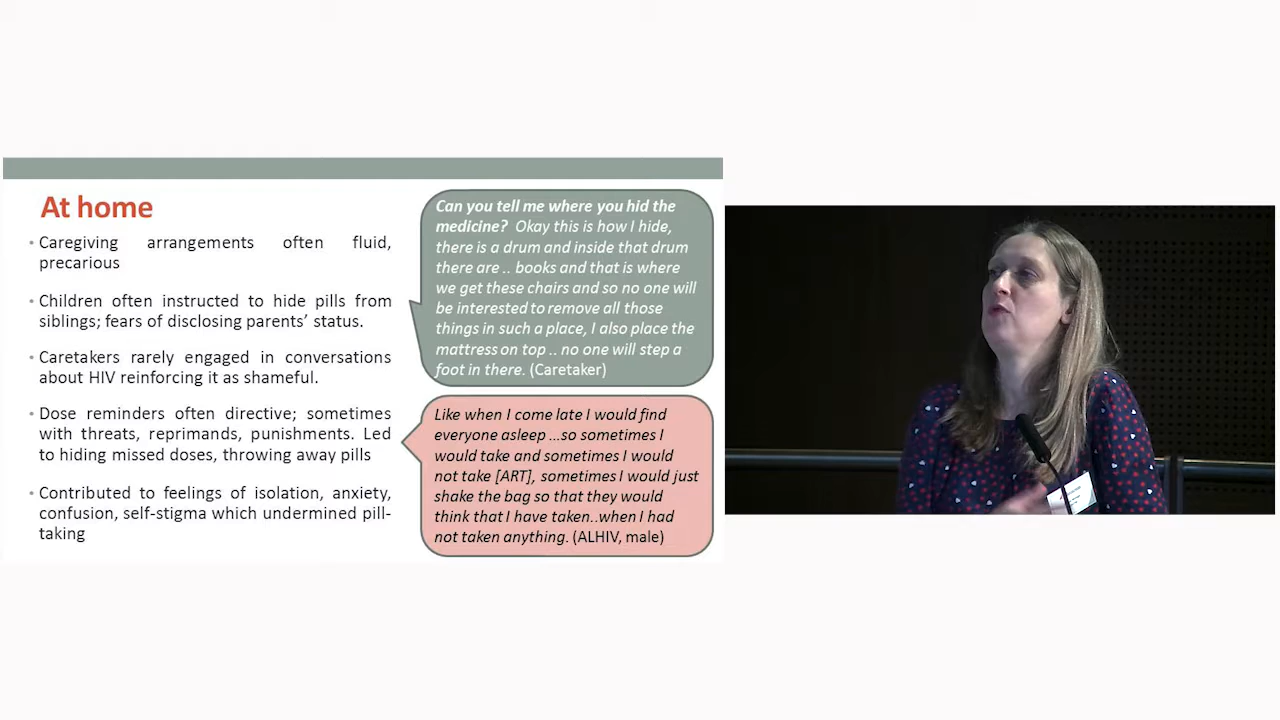 At home
• Caregiving arrangements often fluid,
precarious
• Children often instructed to hide pills from
siblings; fears of disclosing parents’ status.
• Caretakers rarely engaged in conversations
about HIV reinforcing it as shameful.
• Dose reminders often directive; sometimes
with threats, reprimands, punishments. Led
to hiding missed doses, throwing away pills
• Contributed to feelings of isolation, anxiety,
confusion, self-stigma which undermined pill-
taking
Can you tell me where you hid the
medicine? Okay this is how I hide,
there is a drum and inside that drum
there are .. books and that is where
we get these chairs and so no one will
be interested to remove all those
things in such a place, I also place the
mattress on top .. no one will step a
foot in there. (Caretaker)
Like when I come late I would find
everyone asleep ...so sometimes I
would take and sometimes I would
not take [ART], sometimes I would just
shake the bag so that they would
think that I have taken..when I had
not taken anything. (ALHIV, male)